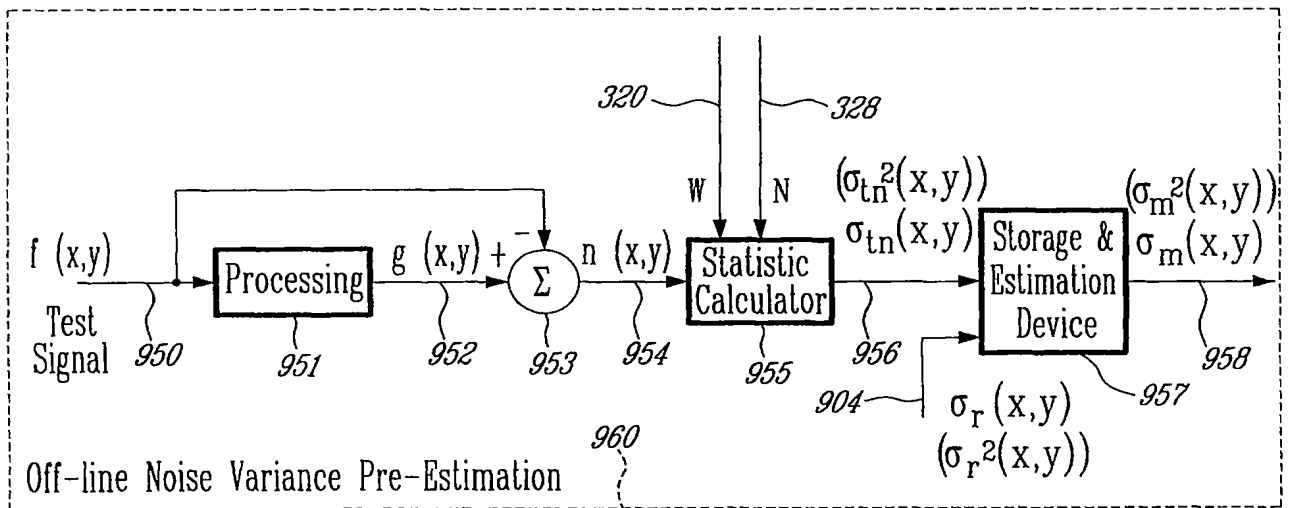 320
328
W
N
(σtn²(x,y))
σtn(x,y)
(σm²(x,y))
σm(x,y)
f (x,y)
Processing
g (x,y)
+
-
Σ
n (x,y)
Statistic
Calculator
Storage &
Estimation
Device
Test
Signal
950
951
952
953
954
955
956
957
958
904
σr (x,y)
(σr²(x,y))
960
Off-line Noise Variance Pre-Estimation